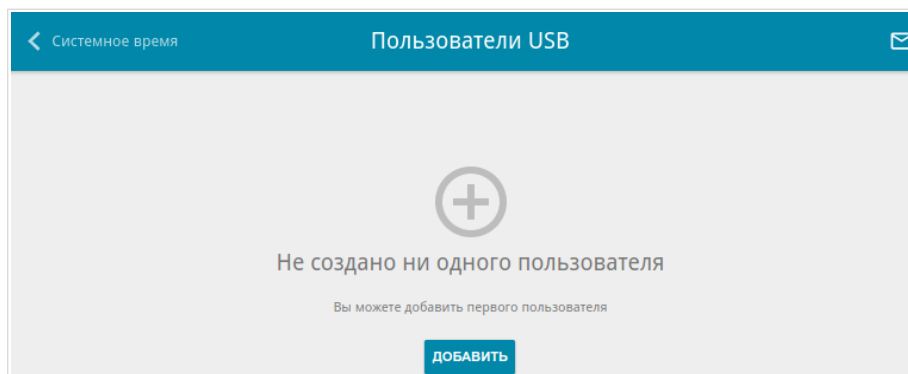 Системное время
Пользователи USB
Не создано ни одного пользователя
Вы можете добавить первого пользователя
ДОБАВИТЬ